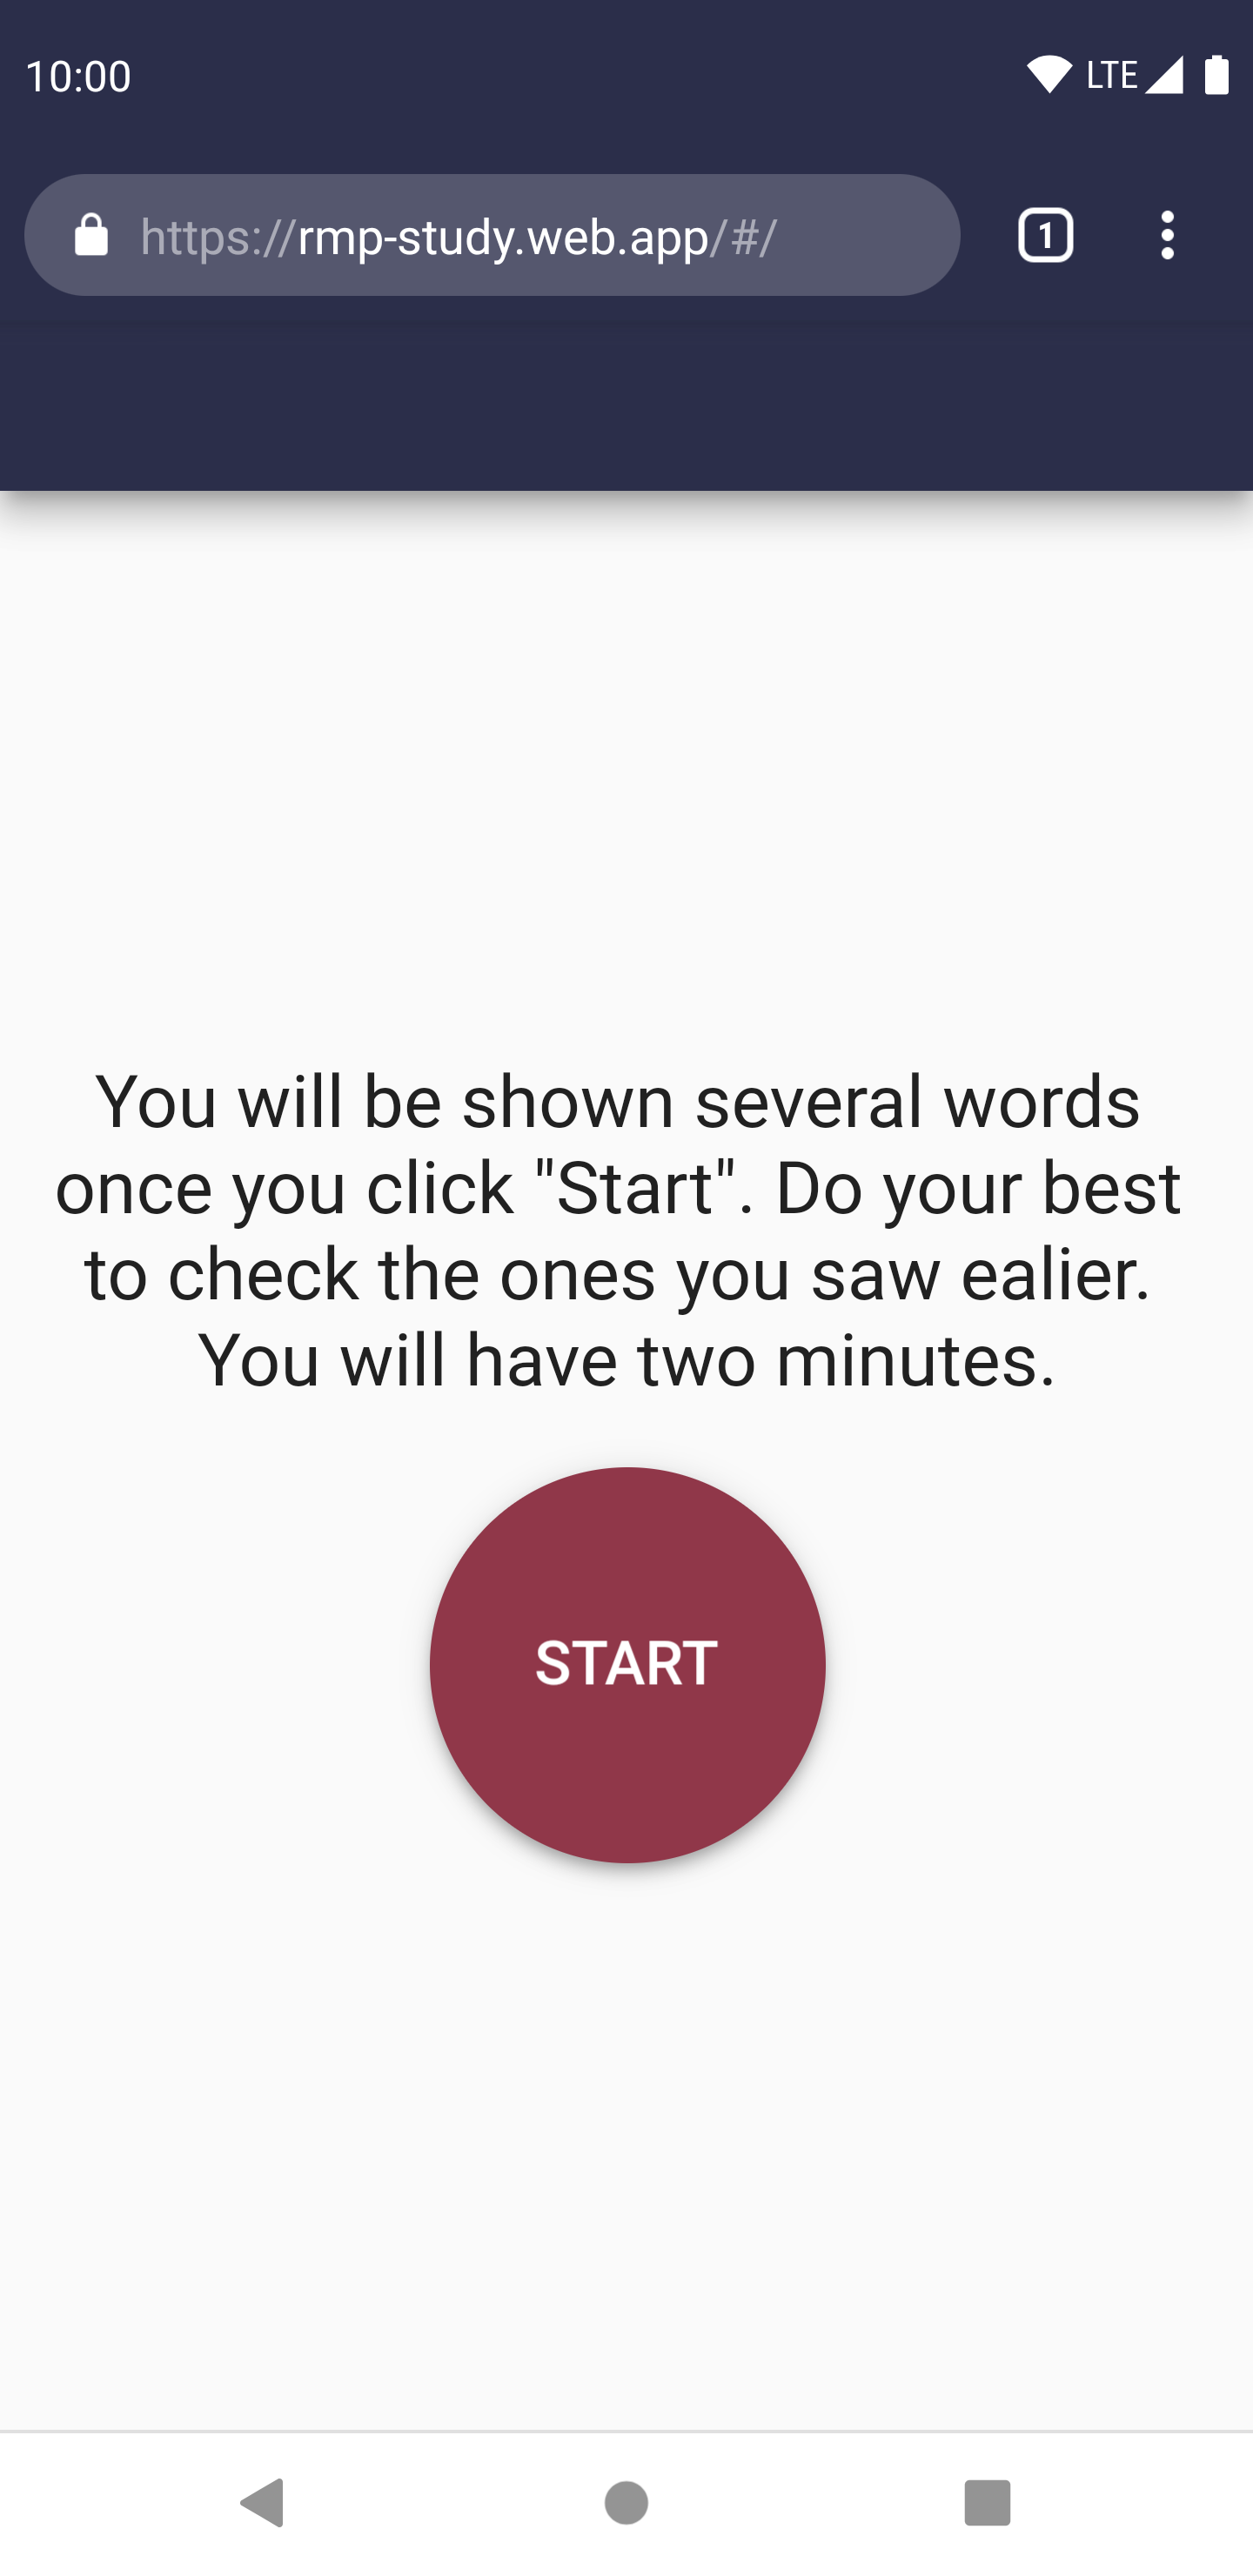 10:00
LTE
https://rmp-study.web.app/#/
1
You will be shown several words
once you click "Start". Do your best
to check the ones you saw ealier.
You will have two minutes.
START